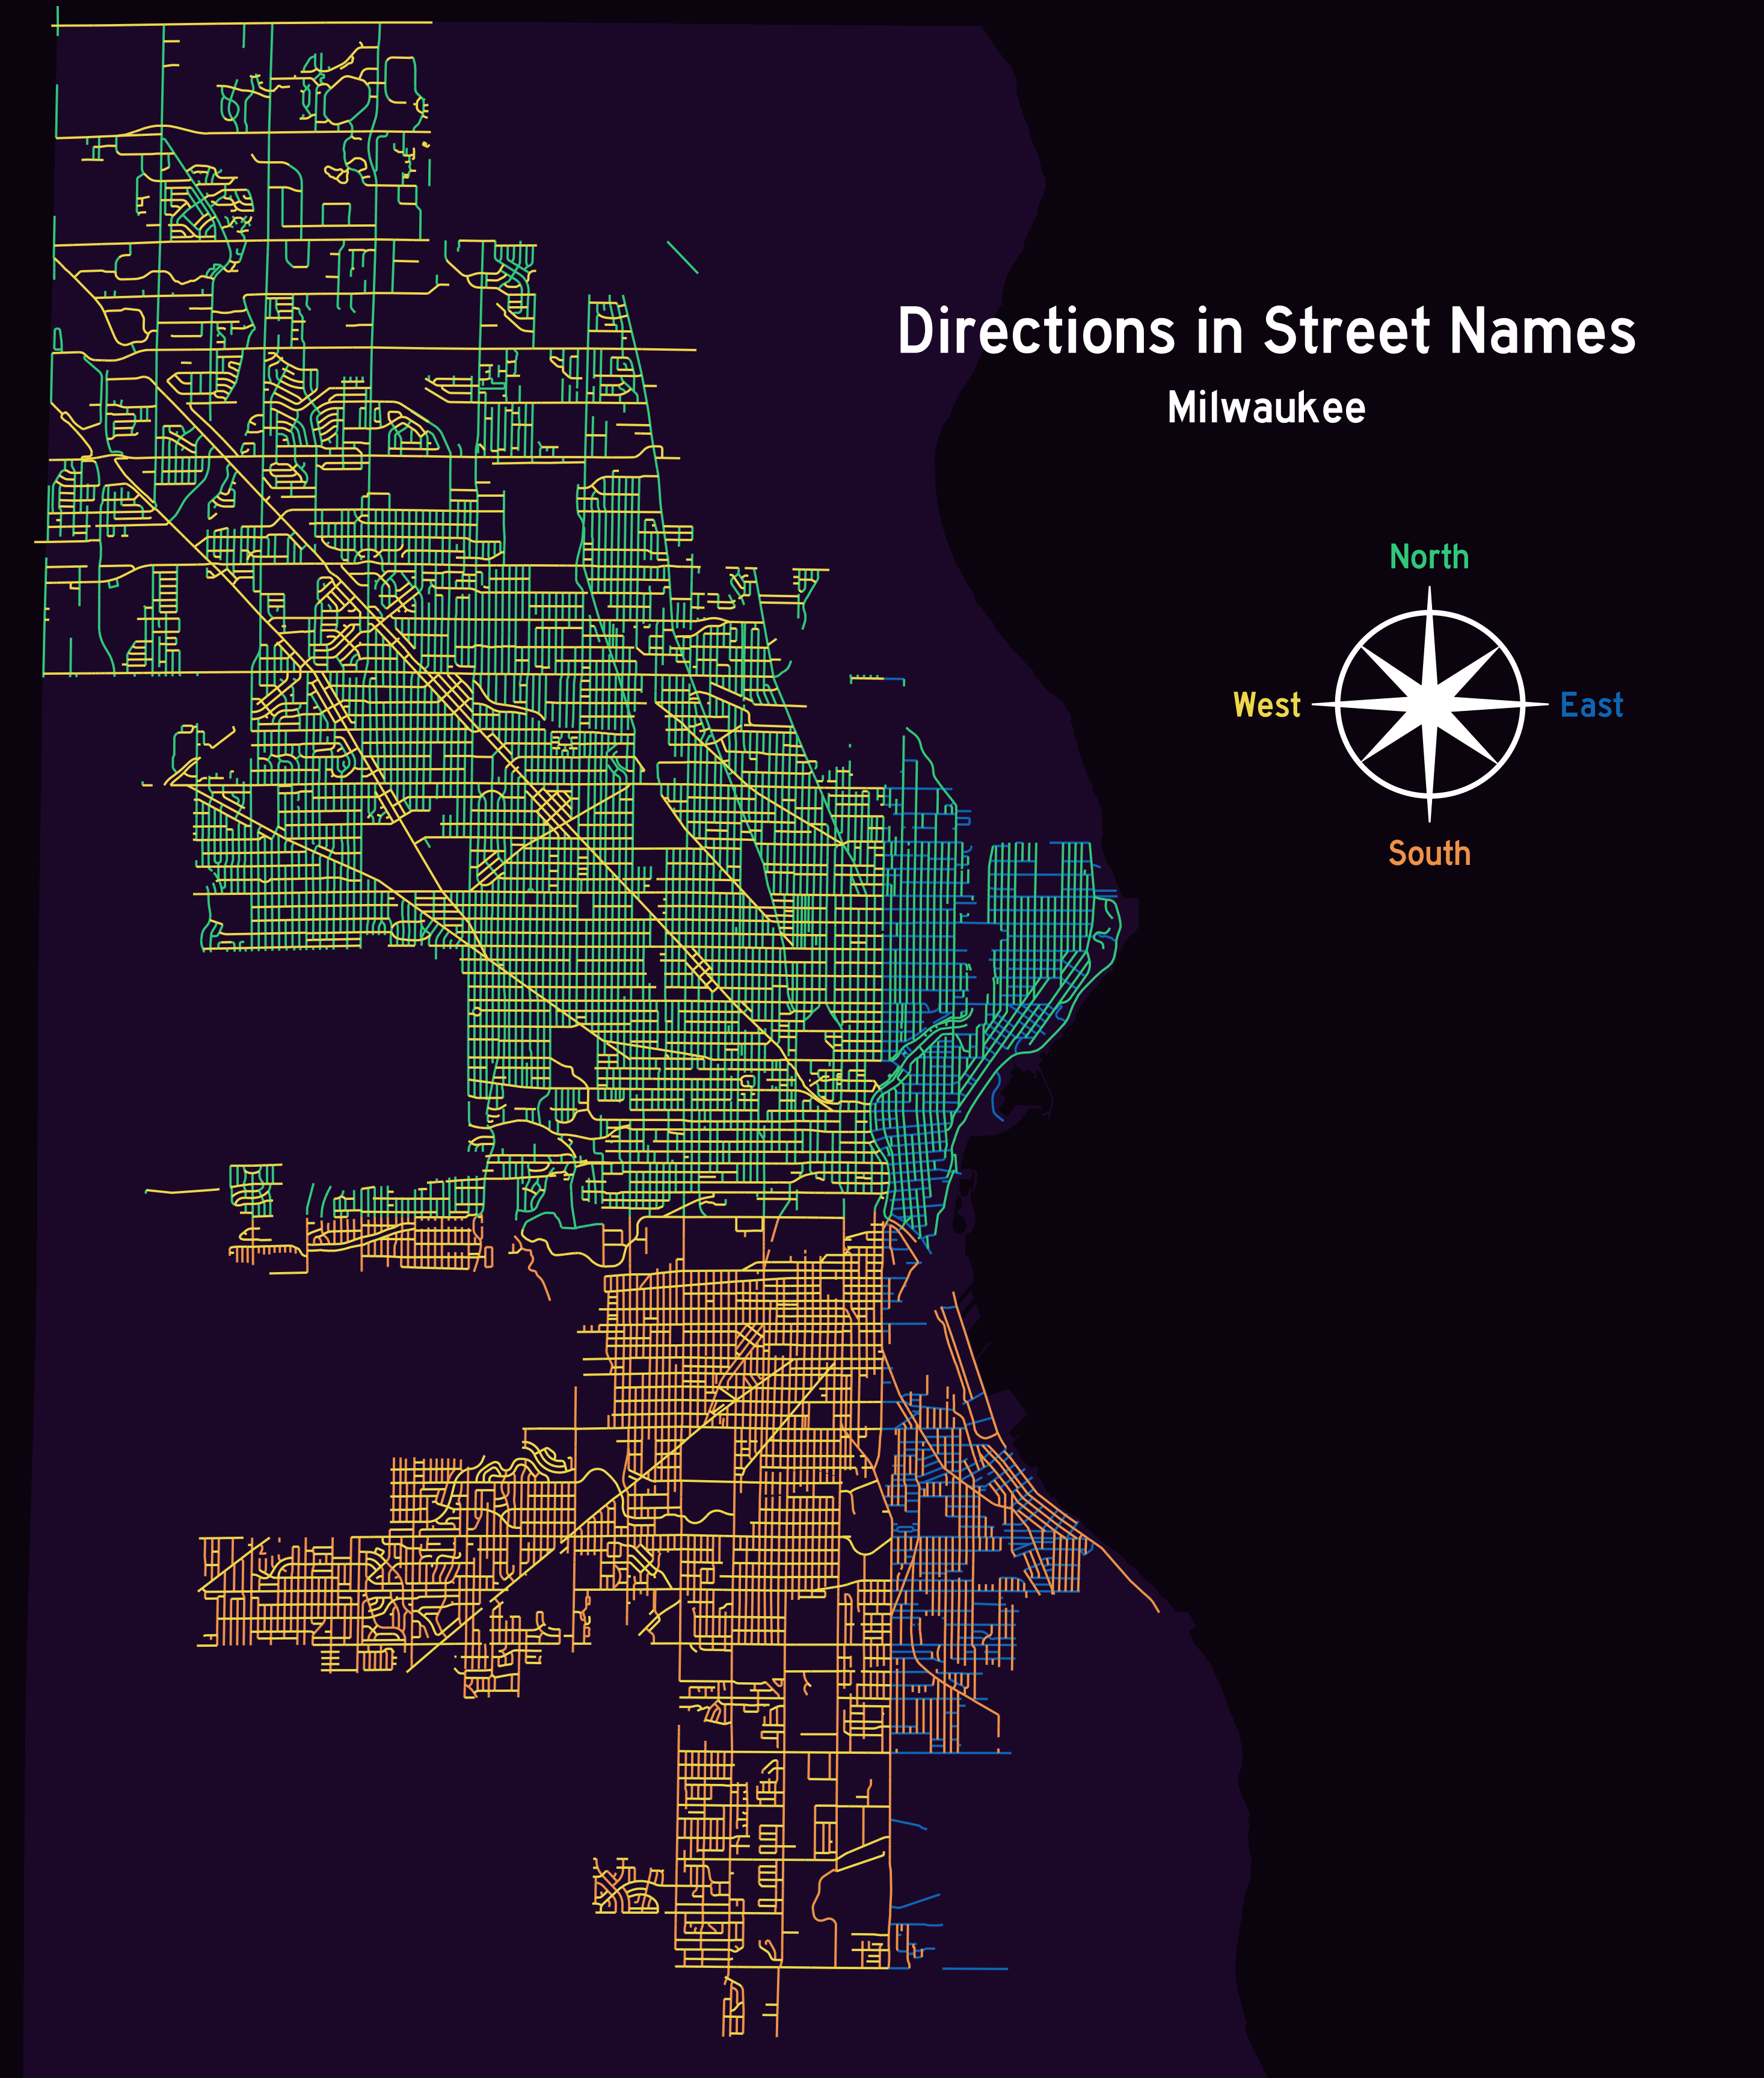 Directions in Street Names
Milwaukee
North
West
East
South